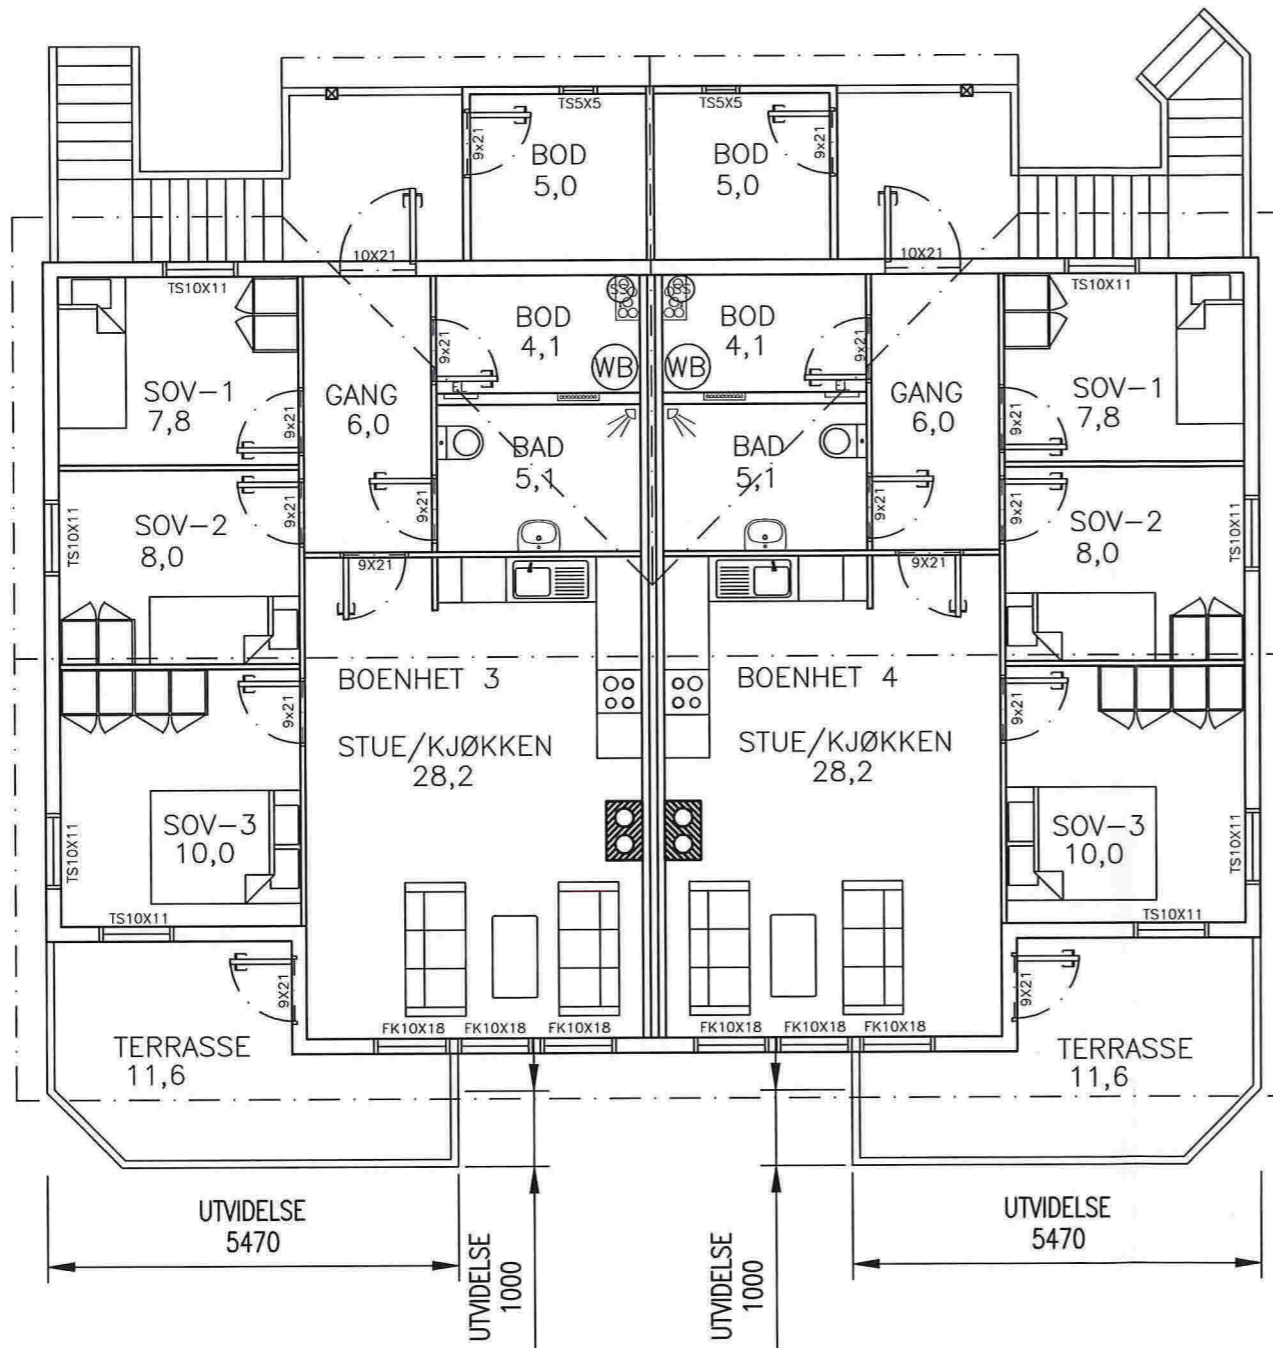 TS5X5
TS5X5
9x21
BOD
5,0
BOD
5,0
9x21
10X21
10X21
TS10X11
TS10X11
SOV-1
7,8
9x21
GANG
6,0
9x21
BOD
4,1
SS
WB
EL
SS
WB
BOD
4,1
EL
9x21
GANG
6,0
9x21
SOV-1
7,8
BAD
5,1
BAD
5,1
TS10X11
SOV-2
8,0
9x21
9x21
9x21
9x21
SOV-2
8,0
TS10X11
9X21
9X21
BOENHET 3
STUE/KJØKKEN
28,2
BOENHET 4
STUE/KJØKKEN
28,2
9x21
9x21
TS10X11
SOV-3
10,0
SOV-3
10,0
TS10X11
TS10X11
TS10X11
9X21
9X21
FK10X18
FK10X18
FK10X18
FK10X18
FK10X18
FK10X18
TERRASSE
11,6
TERRASSE
11,6
UTVIDELSE
5470
UTVIDELSE
1000
UTVIDELSE
1000
UTVIDELSE
5470